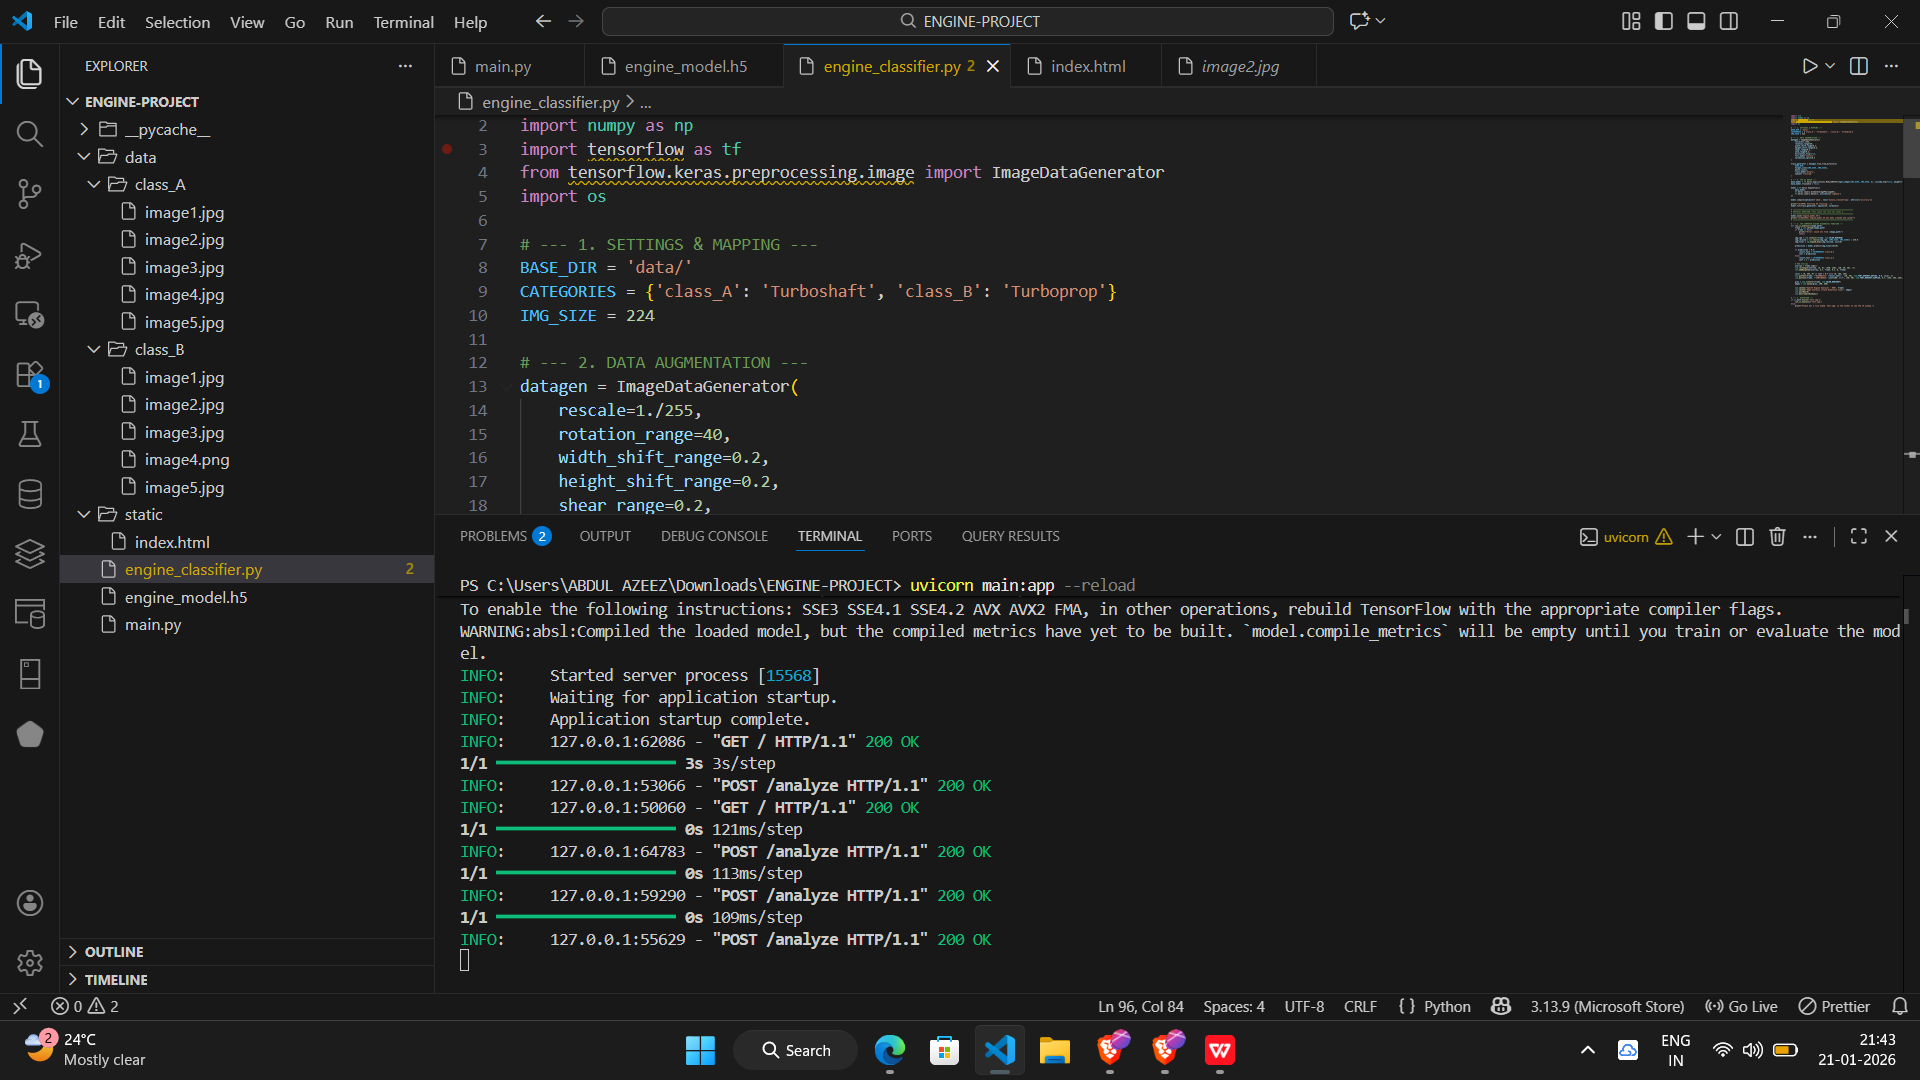 File Edit Selection View Go Run Terminal Help
ENGINE-PROJECT
EXPLORER
ENGINE-PROJECT
__pycache__
data
class_A
image1.jpg
image2.jpg
image3.jpg
image4.jpg
image5.jpg
class_B
image1.jpg
image2.jpg
image3.jpg
image4.png
image5.jpg
static
index.html
engine_classifier.py 2
engine_model.h5
main.py
OUTLINE
TIMELINE
1
main.py engine_model.h5 engine_classifier.py 2 index.html image2.jpg
engine_classifier.py > ...
2 import numpy as np
3 import tensorflow as tf
4 from tensorflow.keras.preprocessing.image import ImageDataGenerator
5 import os
6
7 # --- 1. SETTINGS & MAPPING ---
8 BASE_DIR = 'data/'
9 CATEGORIES = {'class_A': 'Turboshaft', 'class_B': 'Turboprop'}
10 IMG_SIZE = 224
11
12 # --- 2. DATA AUGMENTATION ---
13 datagen = ImageDataGenerator(
14 rescale=1./255,
15 rotation_range=40,
16 width_shift_range=0.2,
17 height_shift_range=0.2,
18 shear_range=0.2,
PROBLEMS 2 OUTPUT DEBUG CONSOLE TERMINAL PORTS QUERY RESULTS
uvicorn
PS C:\Users\ABDUL AZEEZ\Downloads\ENGINE-PROJECT> uvicorn main:app --reload
To enable the following instructions: SSE3 SSE4.1 SSE4.2 AVX AVX2 FMA, in other operations, rebuild TensorFlow with the appropriate compiler flags.
WARNING:absl:Compiled the loaded model, but the compiled metrics have yet to be built. `model.compile_metrics` will be empty until you train or evaluate the mod
el.
INFO: Started server process [15568]
INFO: Waiting for application startup.
INFO: Application startup complete.
INFO: 127.0.0.1:62086 - "GET / HTTP/1.1" 200 OK
1/1 3s 3s/step
INFO: 127.0.0.1:53066 - "POST /analyze HTTP/1.1" 200 OK
INFO: 127.0.0.1:50060 - "GET / HTTP/1.1" 200 OK
1/1 0s 121ms/step
INFO: 127.0.0.1:64783 - "POST /analyze HTTP/1.1" 200 OK
1/1 0s 113ms/step
INFO: 127.0.0.1:59290 - "POST /analyze HTTP/1.1" 200 OK
1/1 0s 109ms/step
INFO: 127.0.0.1:55629 - "POST /analyze HTTP/1.1" 200 OK
0 2 Ln 96, Col 84 Spaces: 4 UTF-8 CRLF { } Python 3.13.9 (Microsoft Store) Go Live Prettier
2
24°C
Mostly clear
Search
ENG
IN
21:43
21-01-2026